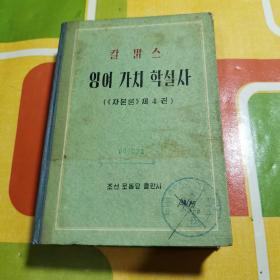 칼 맑스
잉여 가치 학설사
(《자본론》 제 4 권)
조선 로동당 출판사